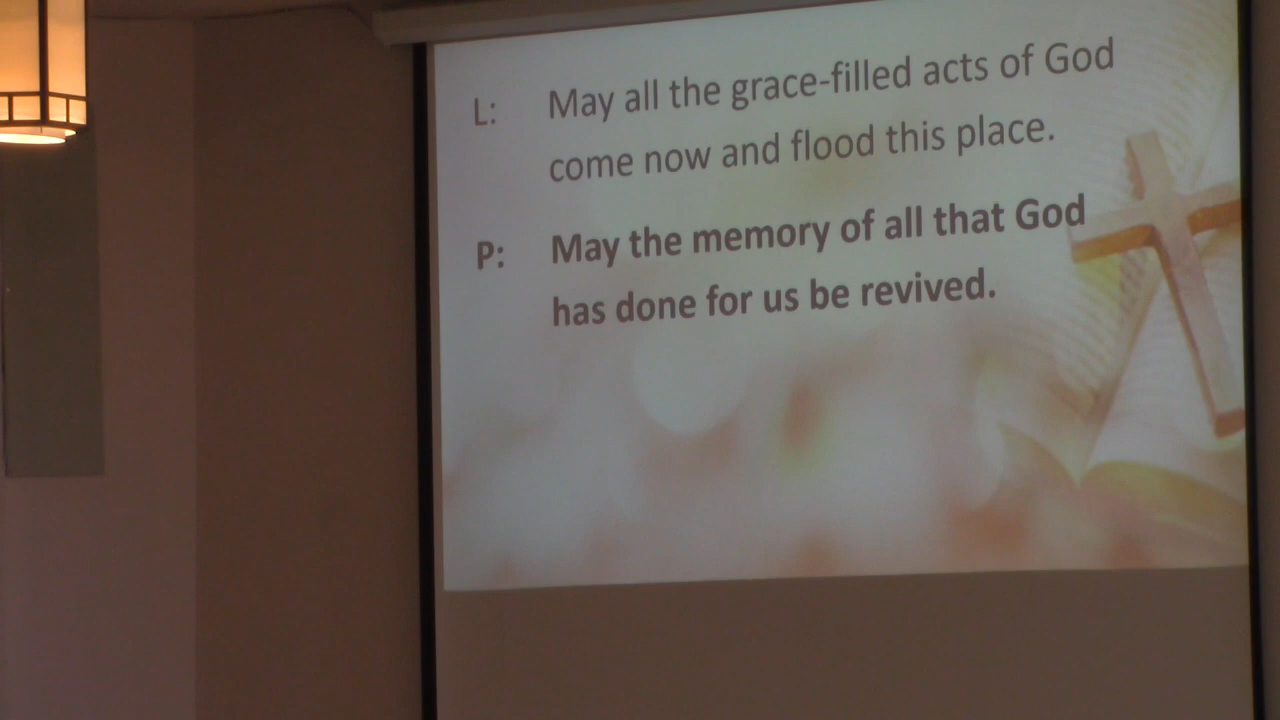 L: May all the grace-filled acts of God
come now and flood this place.
P: May the memory of all that God
has done for us be revived.